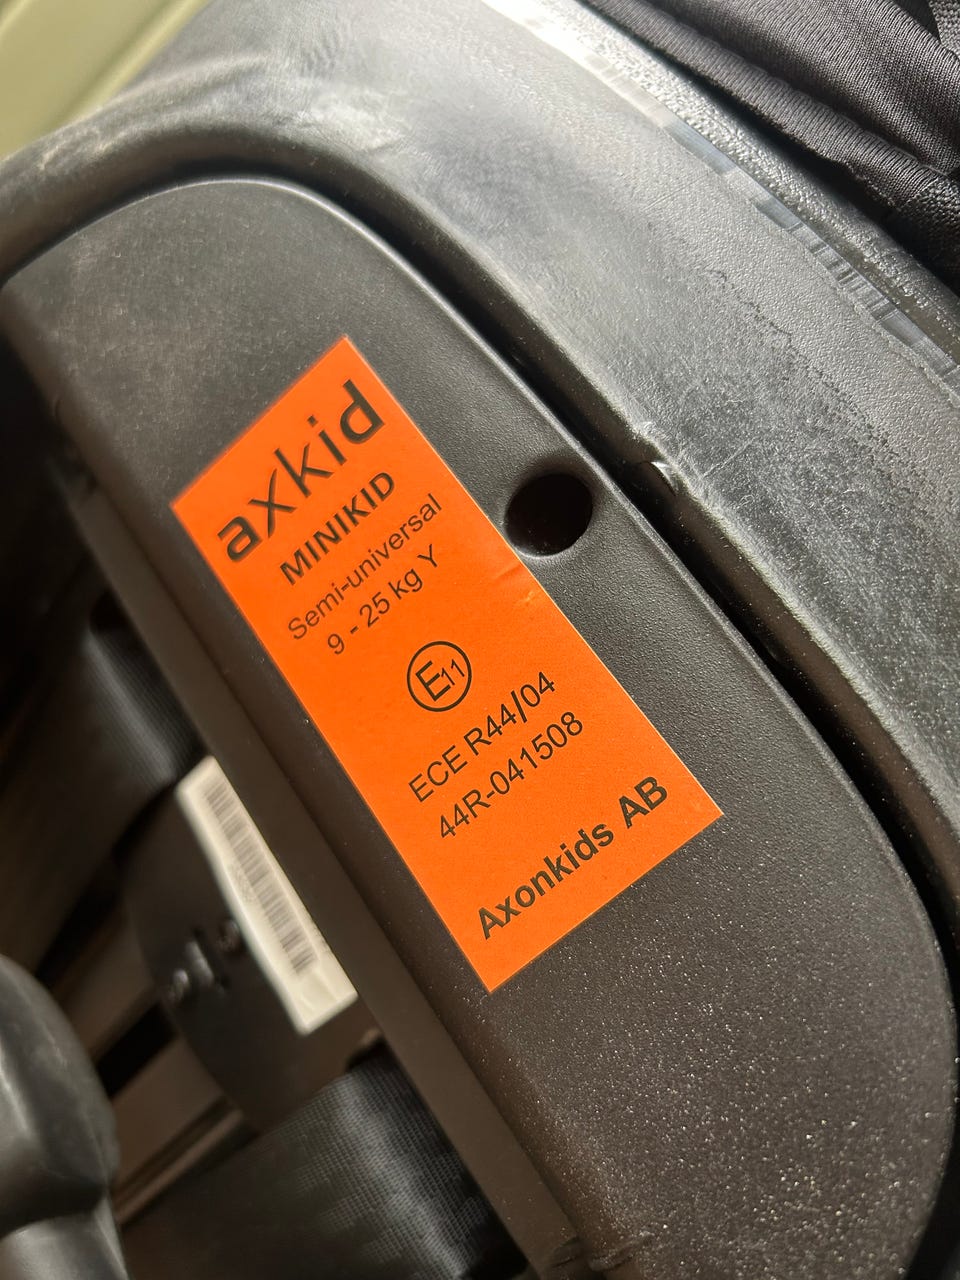 axkid
MINIKID
Semi-universal
9 - 25 kg Y
E11
ECE R44/04
44R-041508
Axonkids AB